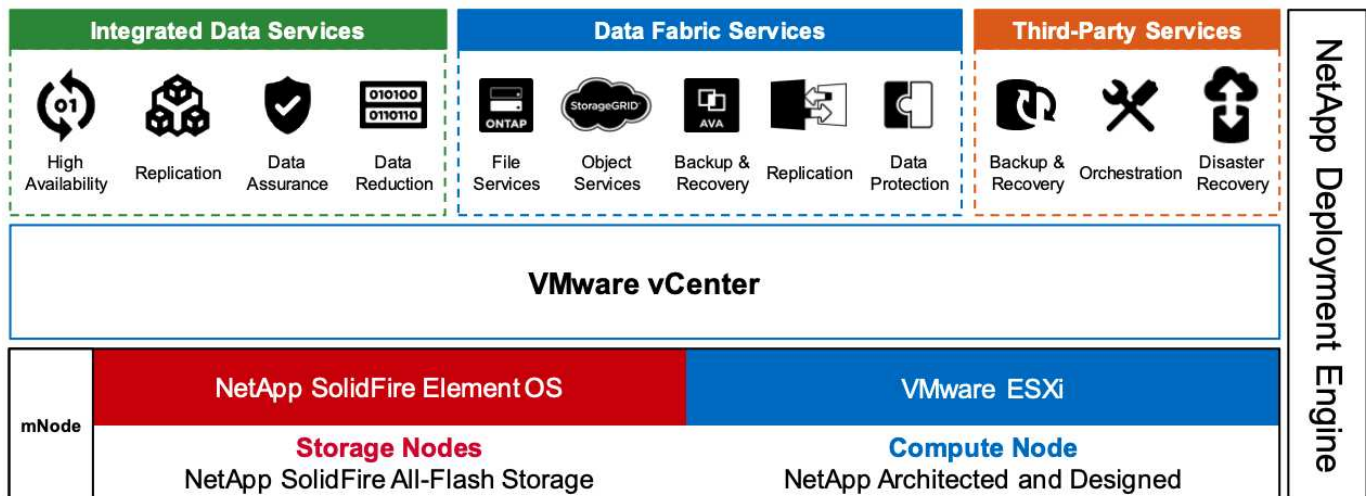 Integrated Data Services
01
High
Availability
Replication
Data
Assurance
010100
0110110
Data
Reduction
Data Fabric Services
ONTAP
File
Services
StorageGRID
Object
Services
AVA
Backup &
Recovery
Replication
Data
Protection
Third-Party Services
Backup &
Recovery
Orchestration
Disaster
Recovery
VMware vCenter
mNode
NetApp SolidFire Element OS
Storage Nodes
NetApp SolidFire All-Flash Storage
VMware ESXi
Compute Node
NetApp Architected and Designed
NetApp Deployment Engine